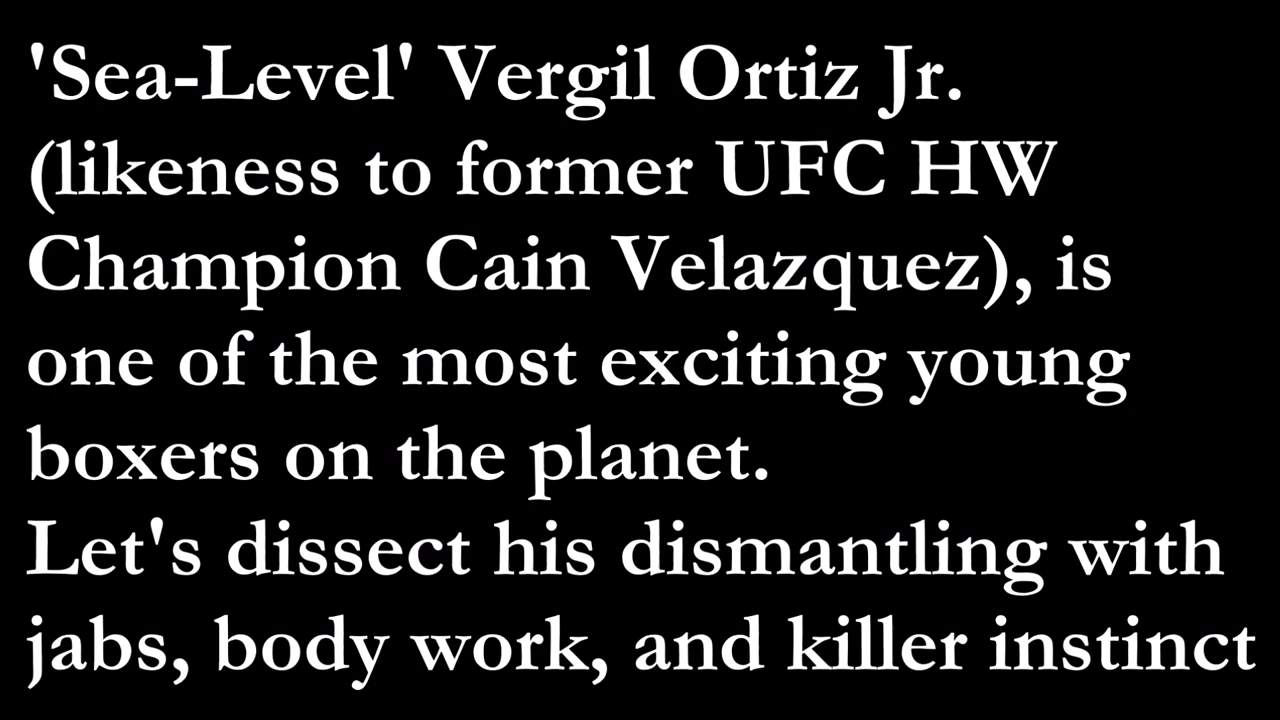 'Sea-Level' Vergil Ortiz Jr.
(likeness to former UFC HW
Champion Cain Velazquez), is
one of the most exciting young
boxers on the planet.
Let's dissect his dismantling with
jabs, body work, and killer instinct